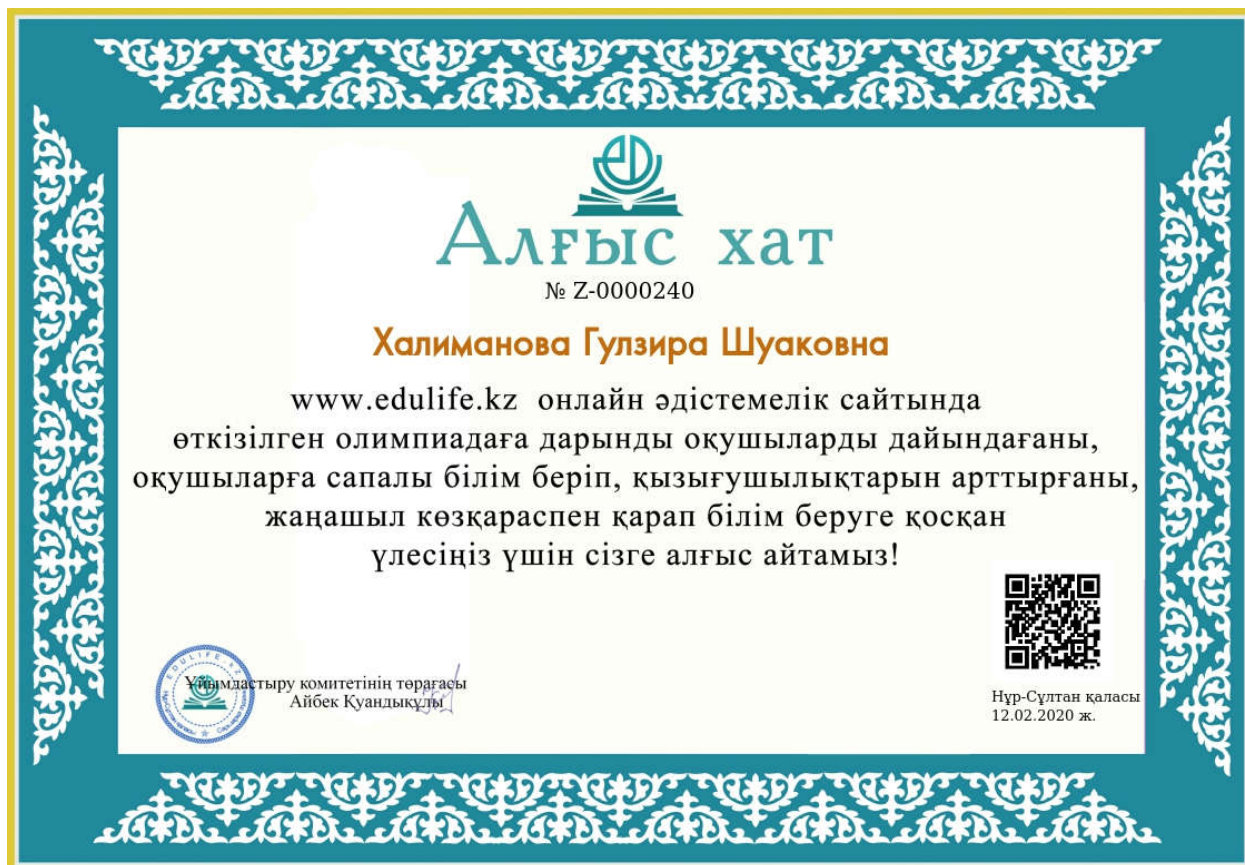 Алғыс хат
№ Z-0000240
Халиманова Гулзира Шуаковна
www.edulife.kz онлайн әдістемелік сайтында
өткізілген олимпиадаға дарынды оқушыларды дайындағаны,
оқушыларға сапалы білім беріп, қызығушылықтарын арттырғаны,
жаңашыл көзқараспен қарап білім беруге қосқан
үлесіңіз үшін сізге алғыс айтамыз!
EDULIFE.KZ
Ұйымдастыру комитетінің төрағасы
Айбек Қуандықұлы
Нұр-Сұлтан қаласы
12.02.2020 ж.